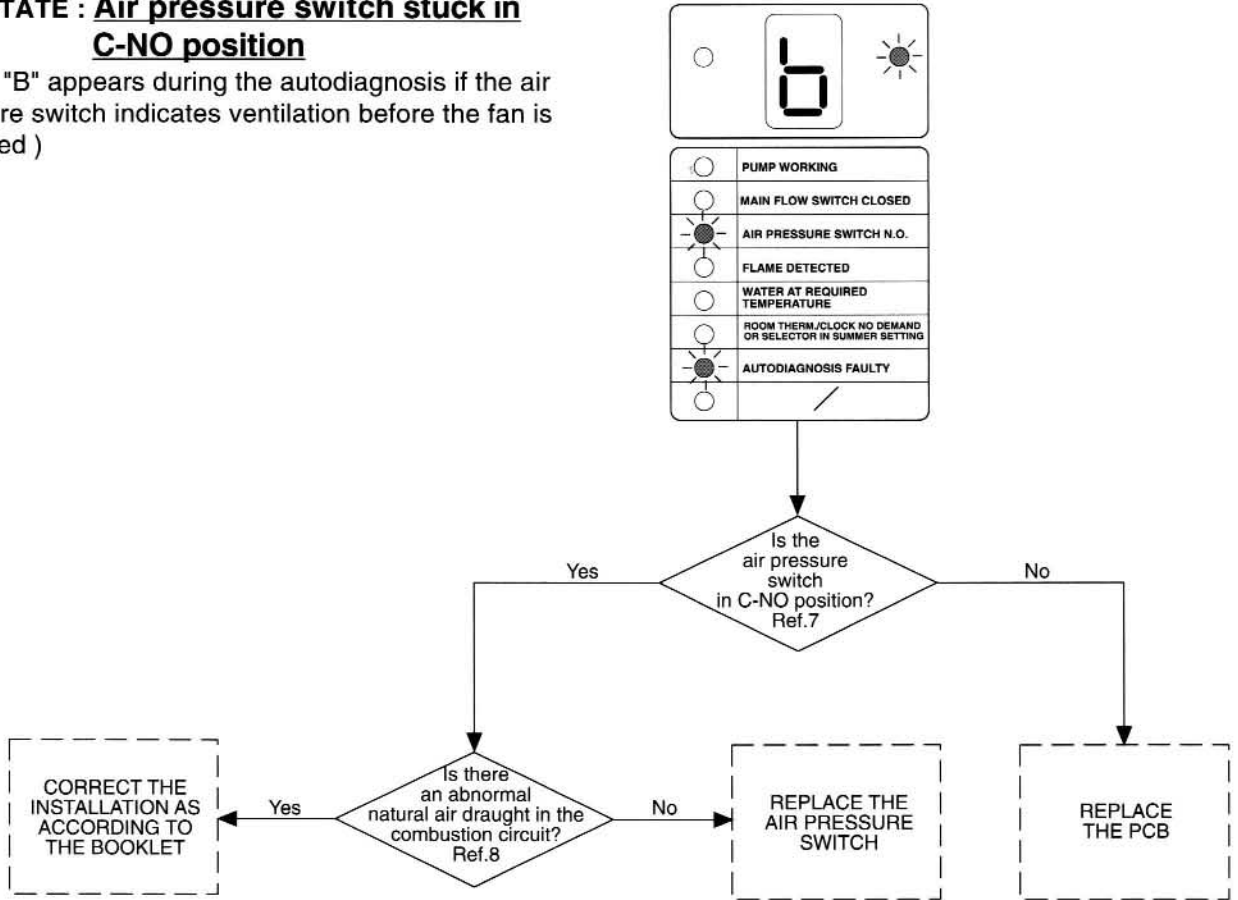 TATE : Air pressure switch stuck in
C-NO position
"B" appears during the autodiagnosis if the air
re switch indicates ventilation before the fan is
ed )
b
PUMP WORKING
MAIN FLOW SWITCH CLOSED
AIR PRESSURE SWITCH N.O.
FLAME DETECTED
WATER AT REQUIRED
TEMPERATURE
ROOM THERM./CLOCK NO DEMAND
OR SELECTOR IN SUMMER SETTING
AUTODIAGNOSIS FAULTY
/
Is the
air pressure
switch
in C-NO position?
Ref.7
Yes
No
Is there
an abnormal
natural air draught in the
combustion circuit?
Ref.8
Yes
No
CORRECT THE
INSTALLATION AS
ACCORDING TO
THE BOOKLET
REPLACE THE
AIR PRESSURE
SWITCH
REPLACE
THE PCB